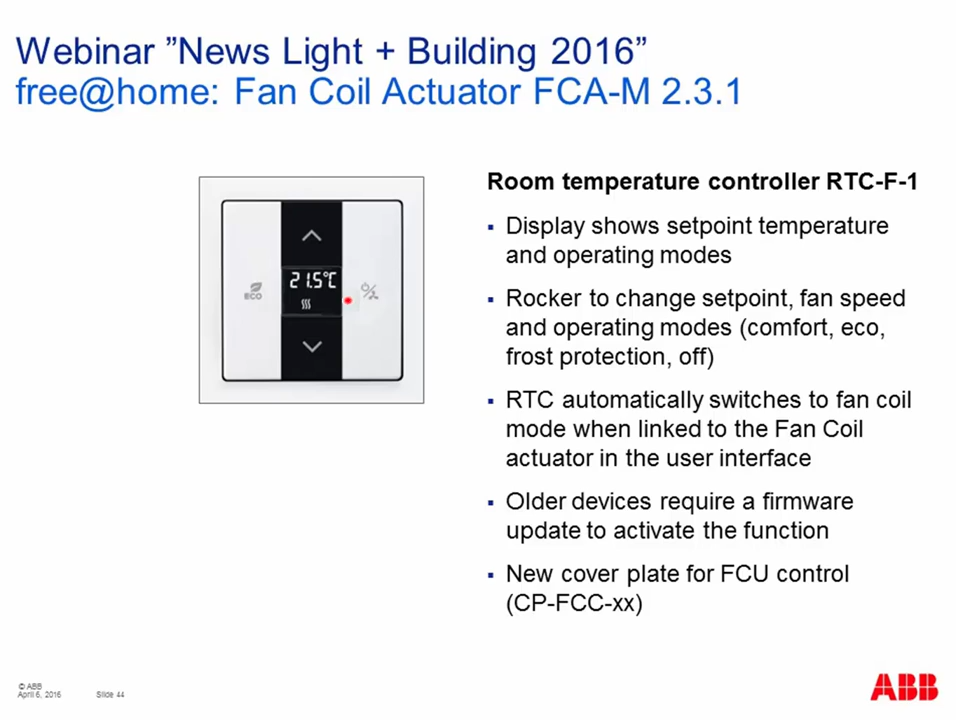 Webinar ”News Light + Building 2016”
free@home: Fan Coil Actuator FCA-M 2.3.1
Room temperature controller RTC-F-1
▪ Display shows setpoint temperature
and operating modes
▪ Rocker to change setpoint, fan speed
and operating modes (comfort, eco,
frost protection, off)
▪ RTC automatically switches to fan coil
mode when linked to the Fan Coil
actuator in the user interface
▪ Older devices require a firmware
update to activate the function
▪ New cover plate for FCU control
(CP-FCC-xx)
21.5°C
ECO
© ABB
April 6, 2016 Slide 44
ABB